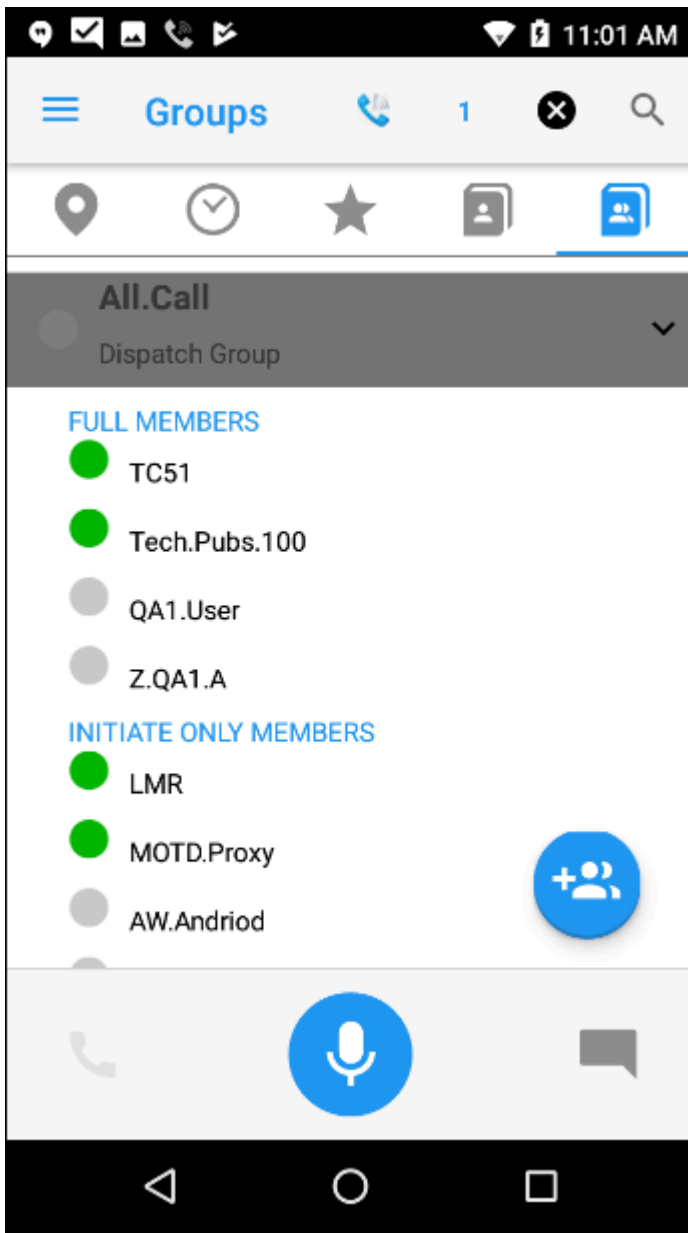 11:01 AM
Groups 1
All.Call
Dispatch Group
FULL MEMBERS
TC51
Tech.Pubs.100
QA1.User
Z.QA1.A
INITIATE ONLY MEMBERS
LMR
MOTD.Proxy
AW.Andriod